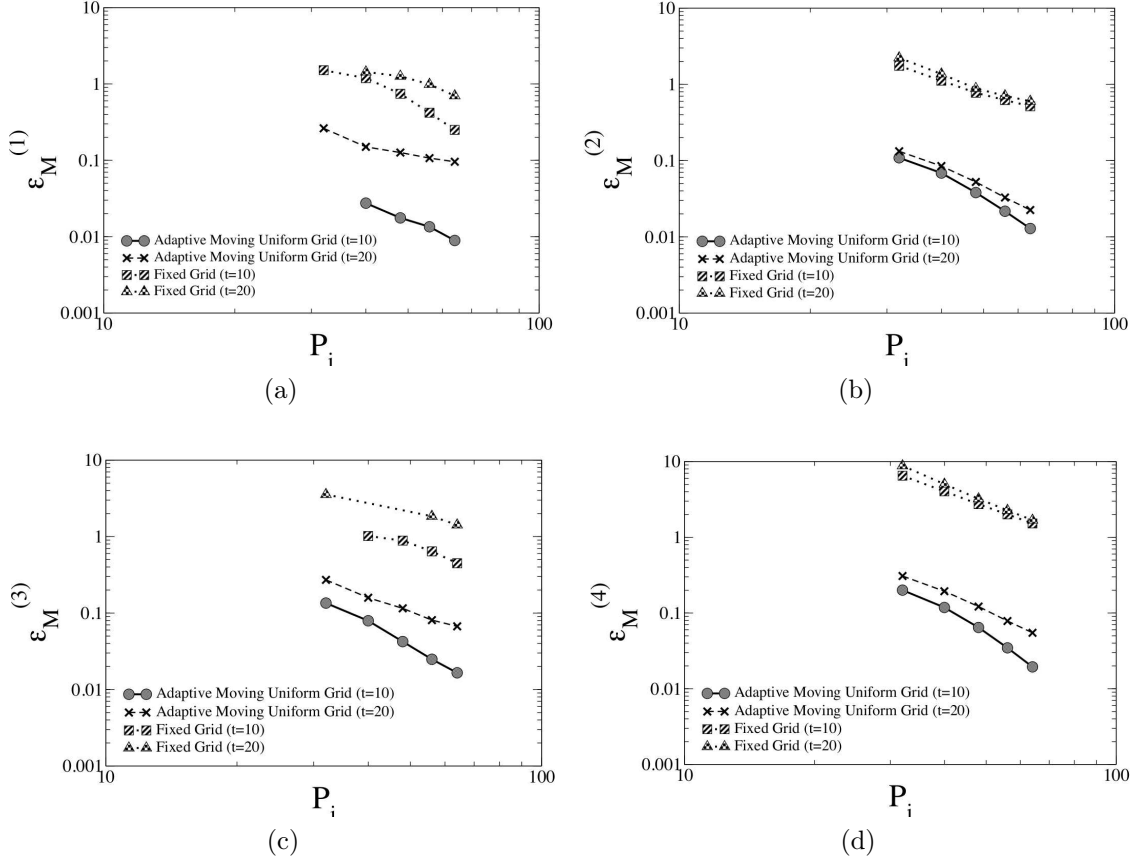 10
1
0.1
0.01
0.001
ε_M^(1)
Adaptive Moving Uniform Grid (t=10)
Adaptive Moving Uniform Grid (t=20)
Fixed Grid (t=10)
Fixed Grid (t=20)
10
100
P_i
(a)
10
1
0.1
0.01
0.001
ε_M^(2)
Adaptive Moving Uniform Grid (t=10)
Adaptive Moving Uniform Grid (t=20)
Fixed Grid (t=10)
Fixed Grid (t=20)
10
100
P_i
(b)
10
1
0.1
0.01
0.001
ε_M^(3)
Adaptive Moving Uniform Grid (t=10)
Adaptive Moving Uniform Grid (t=20)
Fixed Grid (t=10)
Fixed Grid (t=20)
10
100
P_i
(c)
10
1
0.1
0.01
0.001
ε_M^(4)
Adaptive Moving Uniform Grid (t=10)
Adaptive Moving Uniform Grid (t=20)
Fixed Grid (t=10)
Fixed Grid (t=20)
10
100
P_i
(d)